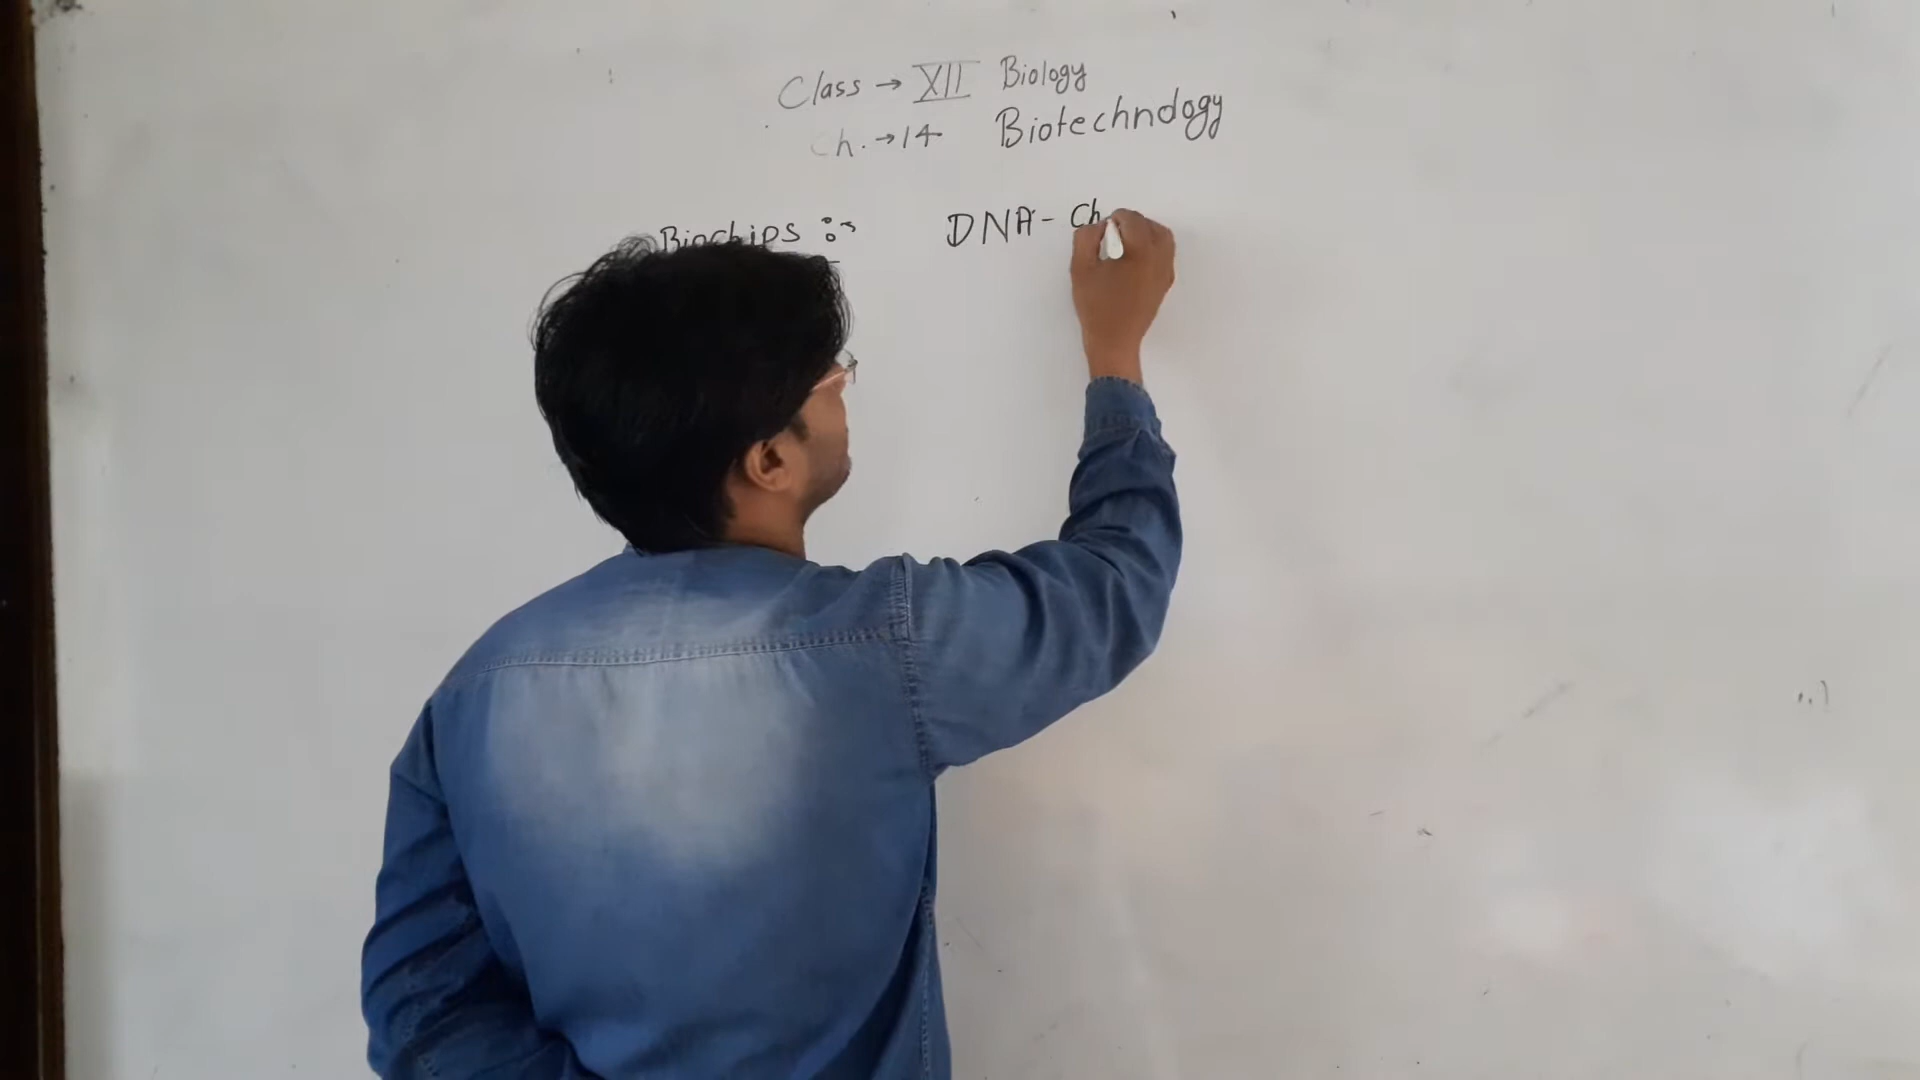 Class → XII Biology
Ch. → 14 Biotechnology
Biochips :- DNA - Ch